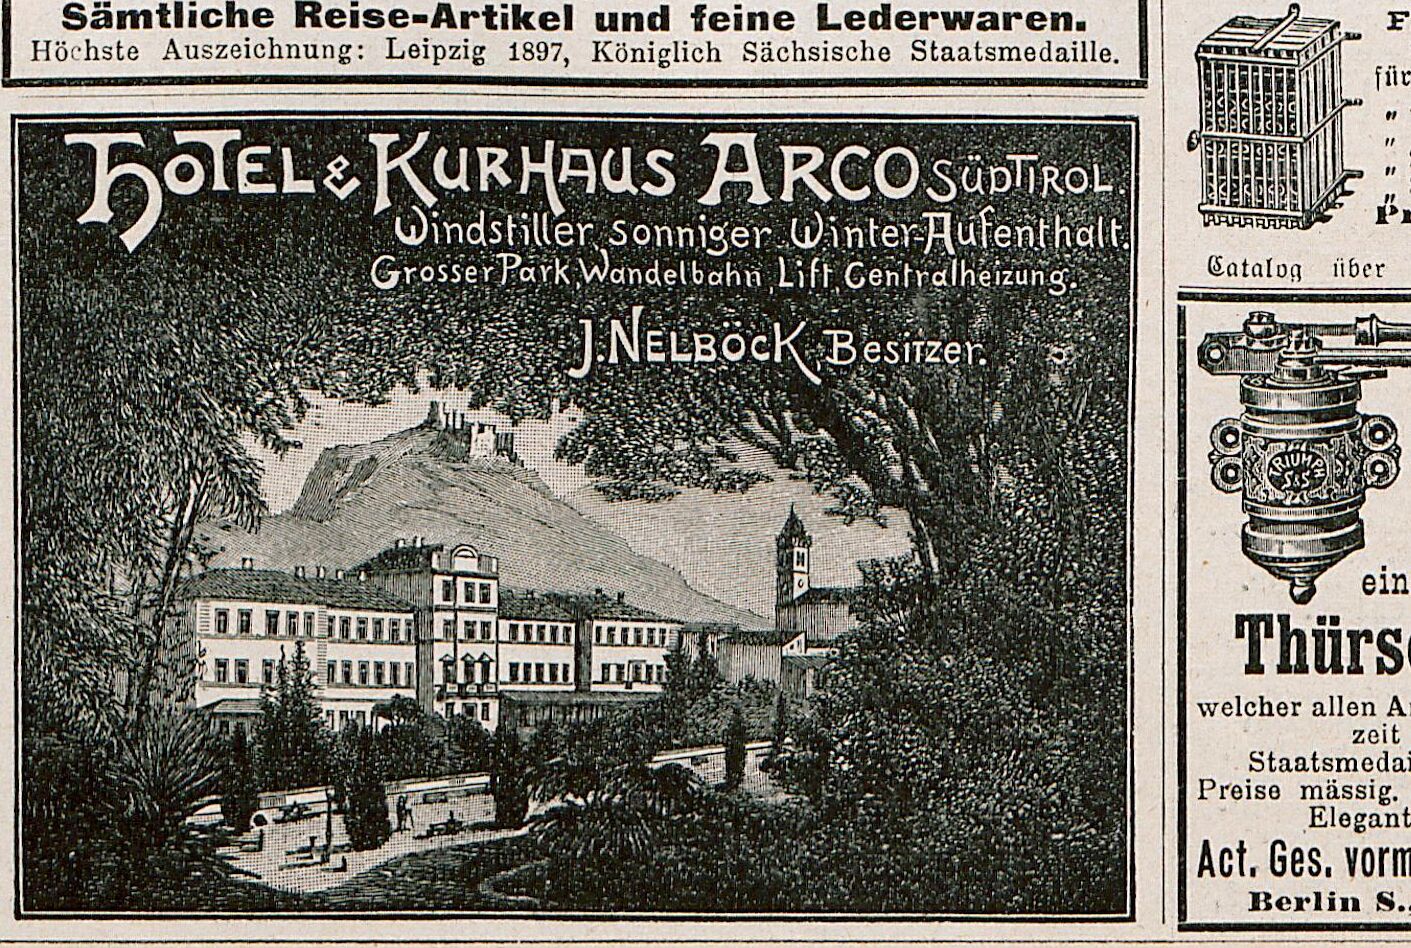 Sämtliche Reise-Artikel und feine Lederwaren.
Höchste Auszeichnung: Leipzig 1897, Königlich Sächsische Staatsmedaille.
HOTEL & KURHAUS ARCO SÜDTIROL.
Windstiller, sonniger Winter-Aufenthalt.
Grosser Park, Wandelbahn, Lift, Centralheizung.
J. NELBÖCK, Besitzer.
F
für
"
"
"
"
Catalog über
TRIUMPH
S&S
ein
welcher allen
zeit
Preise mässig.
Elegant
Act. Ges. vorm
Berlin S.,